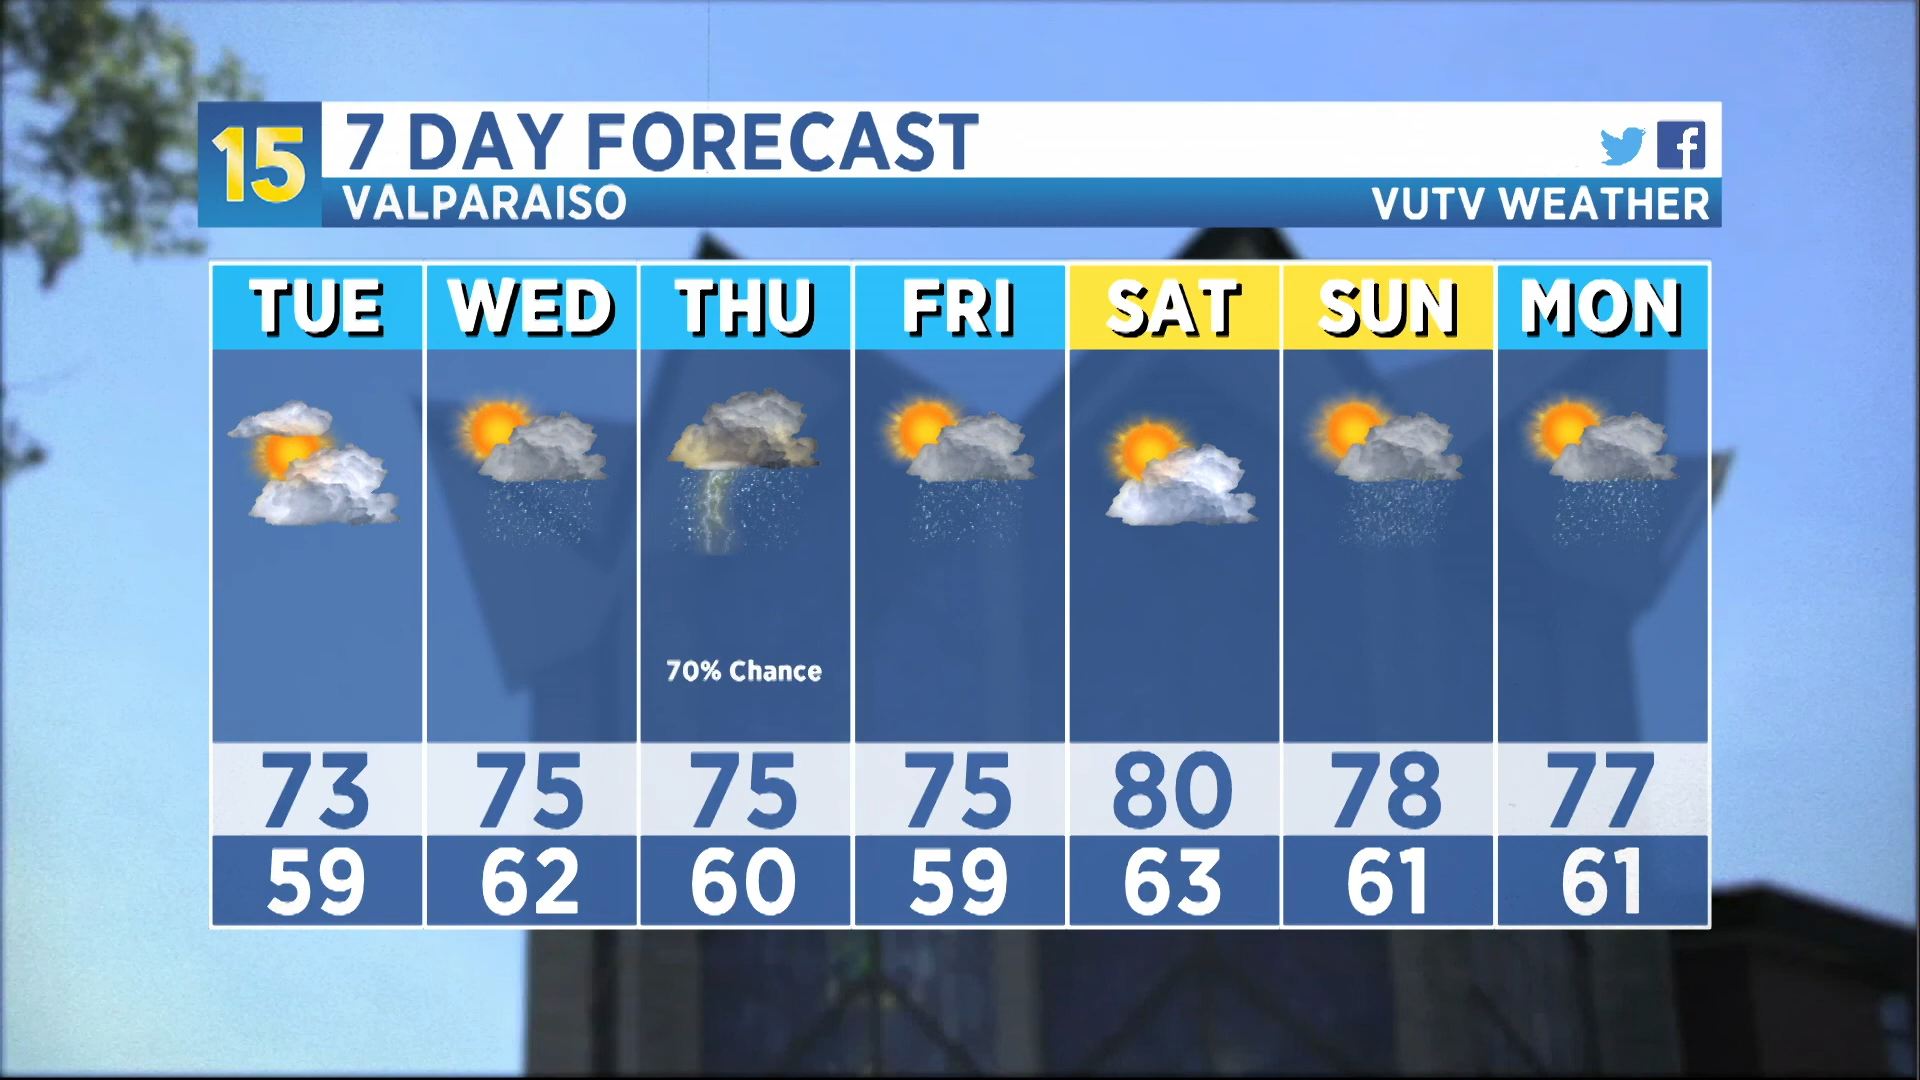 15
7 DAY FORECAST
VALPARAISO
VUTV WEATHER
TUE WED THU FRI SAT SUN MON
70% Chance
73 75 75 75 80 78 77
59 62 60 59 63 61 61